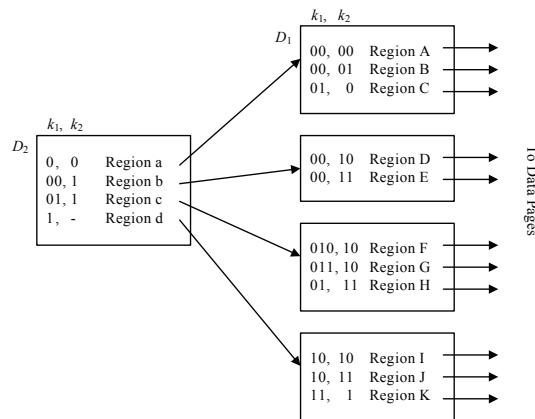 k1, k2
D1
00, 00 Region A
00, 01 Region B
01, 0 Region C
k1, k2
D2
0, 0 Region a
00, 1 Region b
01, 1 Region c
1, - Region d
00, 10 Region D
00, 11 Region E
010, 10 Region F
011, 10 Region G
01, 11 Region H
10, 10 Region I
10, 11 Region J
11, 1 Region K
To Data Pages